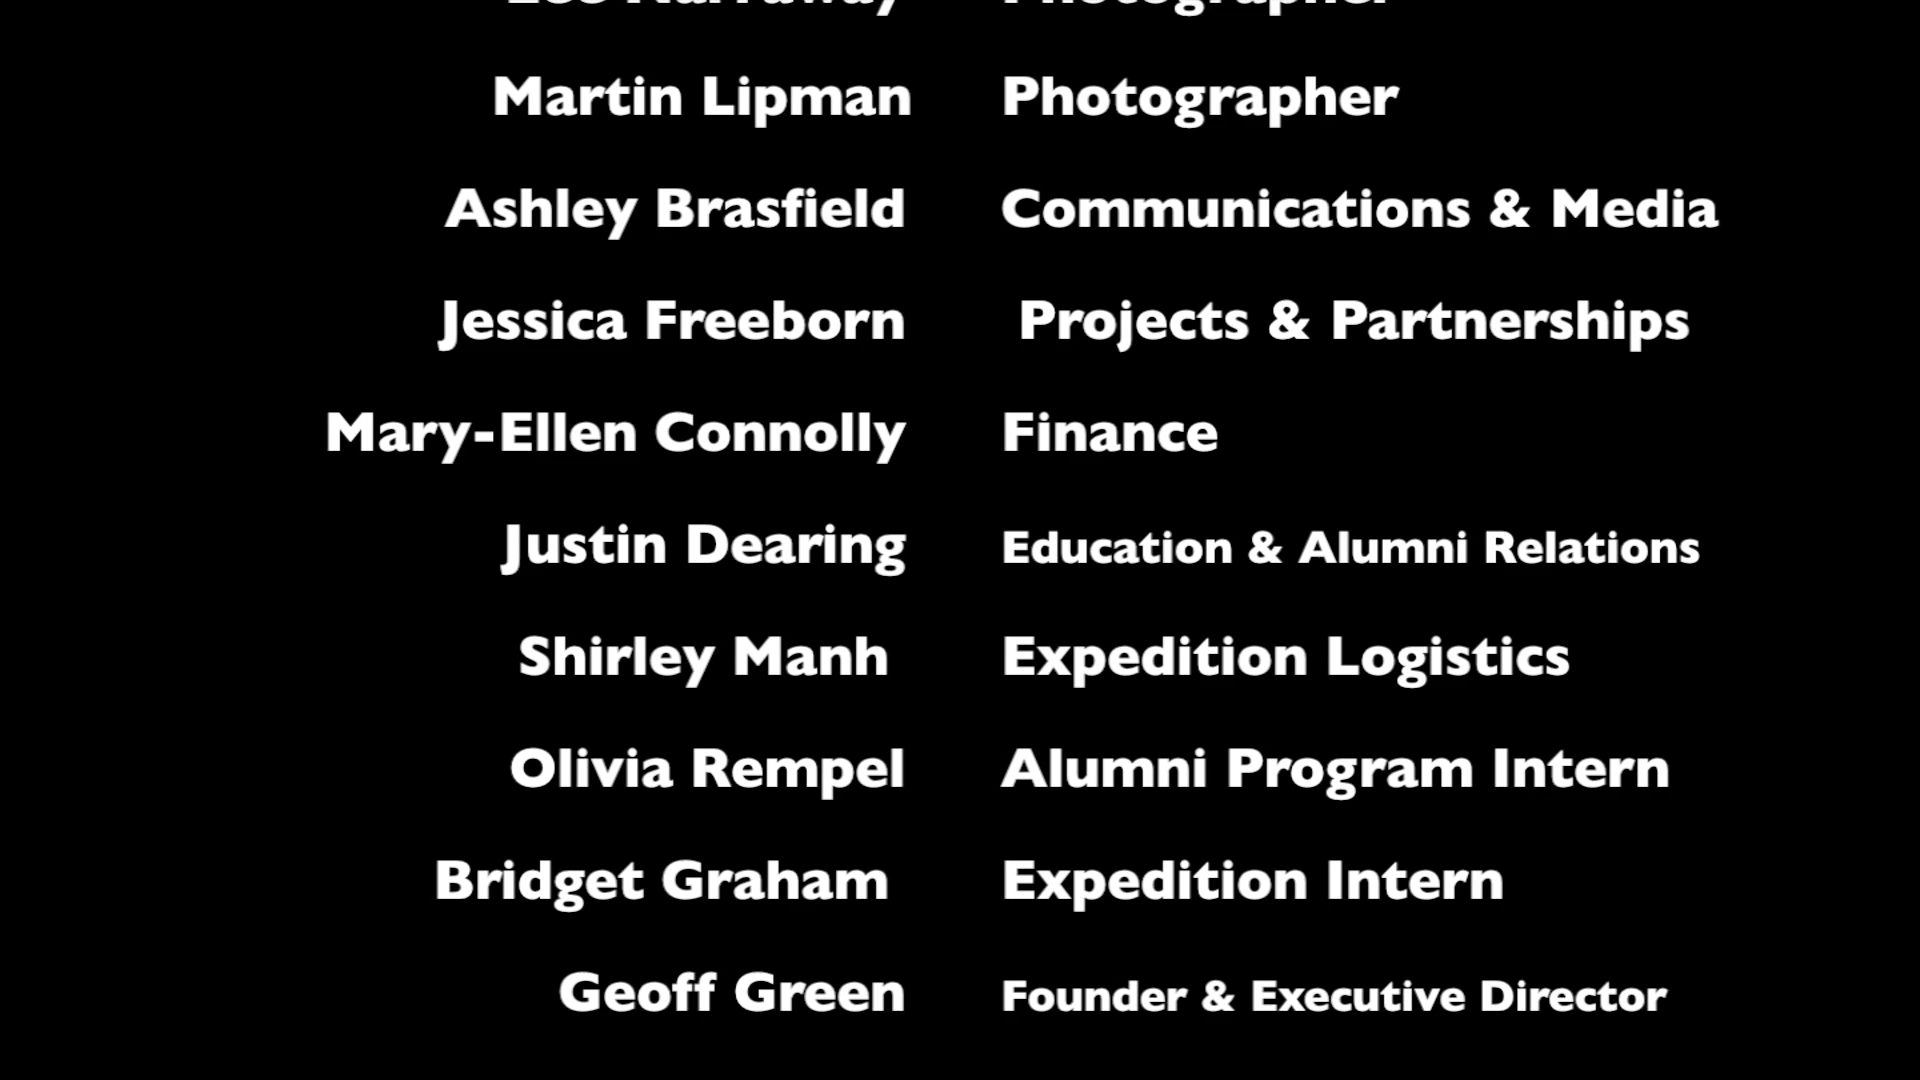 Photographer
Martin Lipman Photographer
Ashley Brasfield Communications & Media
Jessica Freeborn Projects & Partnerships
Mary-Ellen Connolly Finance
Justin Dearing Education & Alumni Relations
Shirley Manh Expedition Logistics
Olivia Rempel Alumni Program Intern
Bridget Graham Expedition Intern
Geoff Green Founder & Executive Director